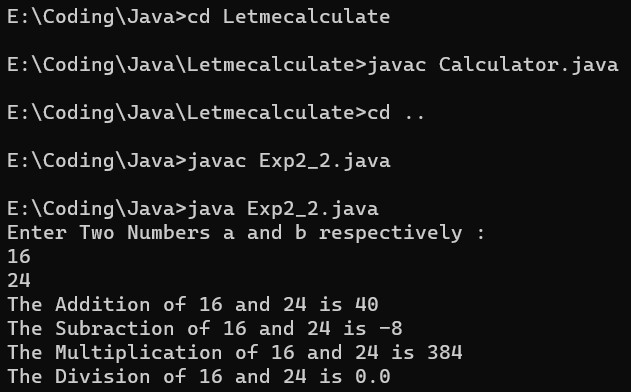 E:\Coding\Java>cd Letmecalculate
E:\Coding\Java\Letmecalculate>javac Calculator.java
E:\Coding\Java\Letmecalculate>cd ..
E:\Coding\Java>javac Exp2_2.java
E:\Coding\Java>java Exp2_2.java
Enter Two Numbers a and b respectively :
16
24
The Addition of 16 and 24 is 40
The Subraction of 16 and 24 is -8
The Multiplication of 16 and 24 is 384
The Division of 16 and 24 is 0.0